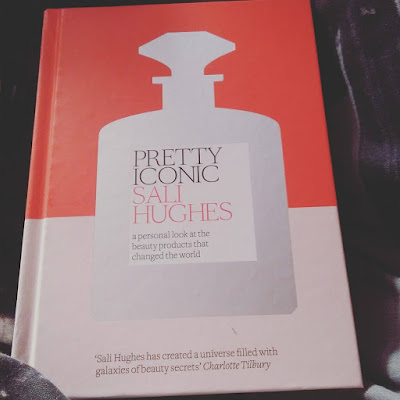 PRETTY
ICONIC
SALI
HUGHES
a personal look at the
beauty products that
changed the world
‘Sali Hughes has created a universe filled with
galaxies of beauty secrets’ Charlotte Tilbury